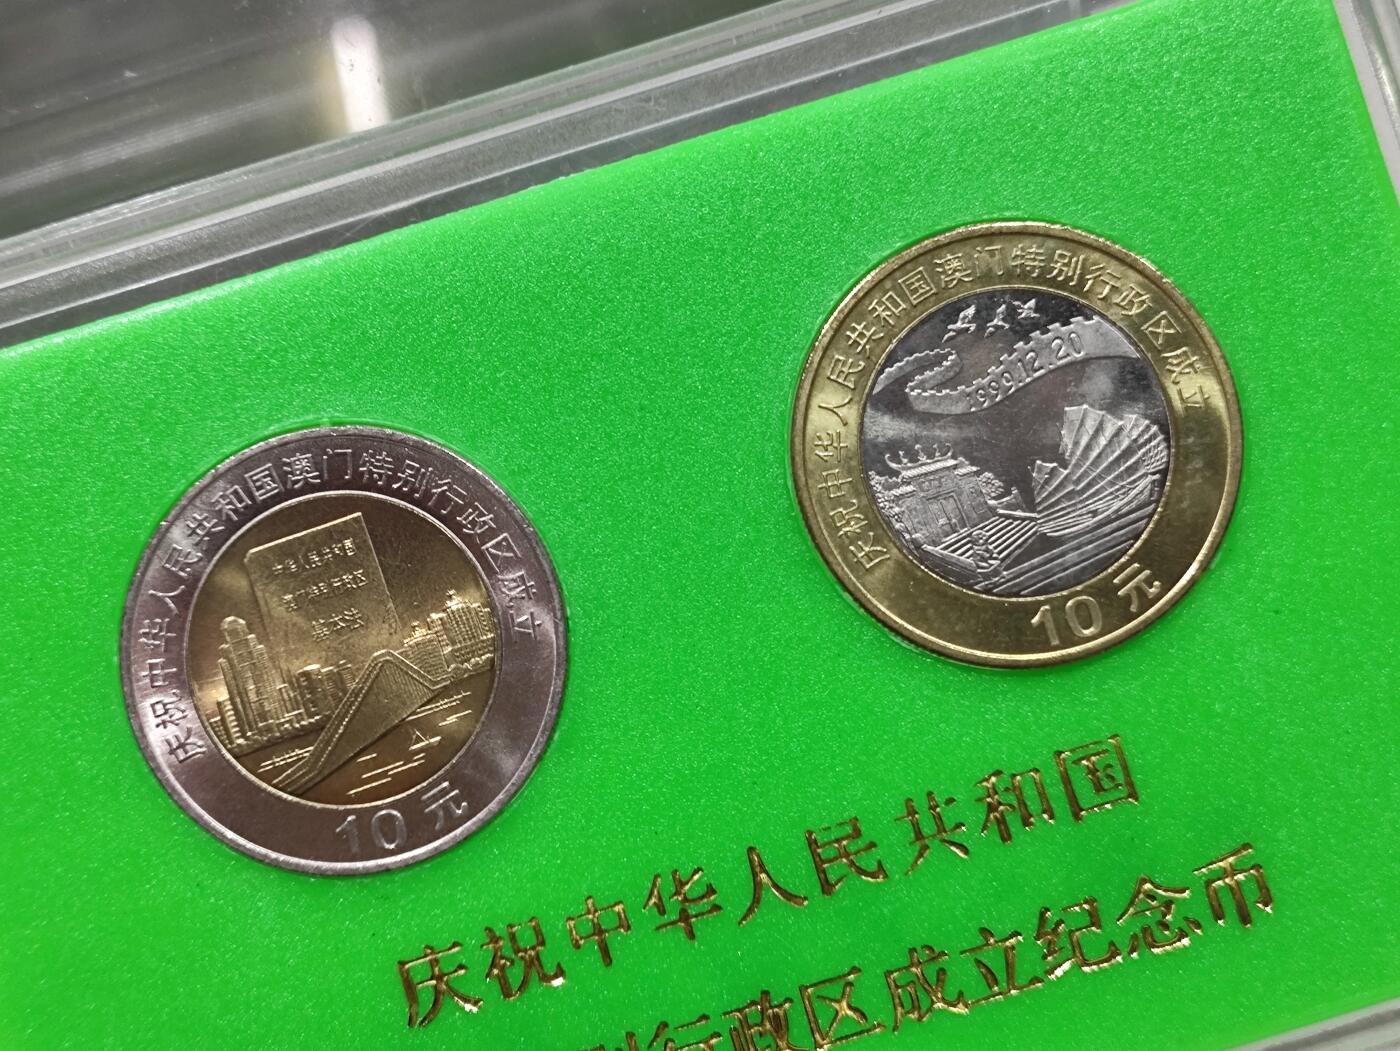 庆祝中华人民共和国澳门特别行政区成立
中华人民共和国
澳门特别行政区
基本法
10元
庆祝中华人民共和国澳门特别行政区成立
1999.12.20
10元
庆祝中华人民共和国
别行政区成立纪念币